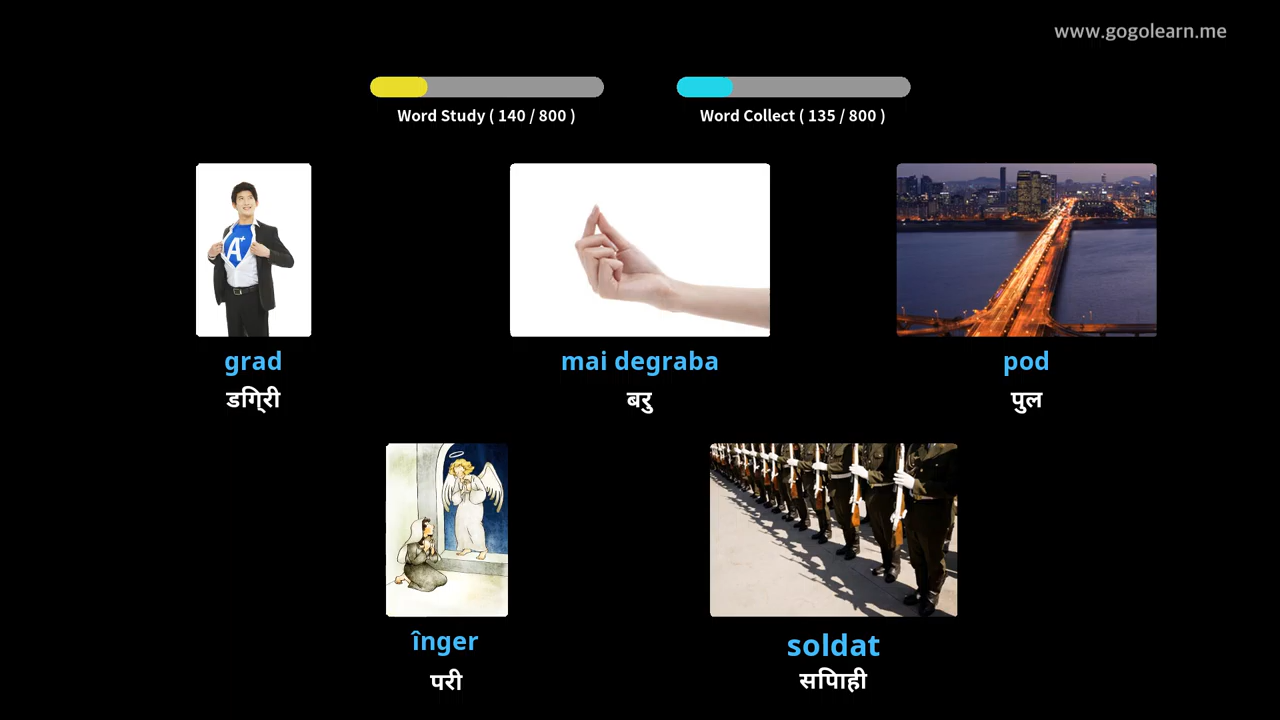 www.gogolearn.me
Word Study ( 140 / 800 )
Word Collect ( 135 / 800 )
grad
डिग्री
mai degraba
बरु
pod
पुल
înger
परी
soldat
सिपाही